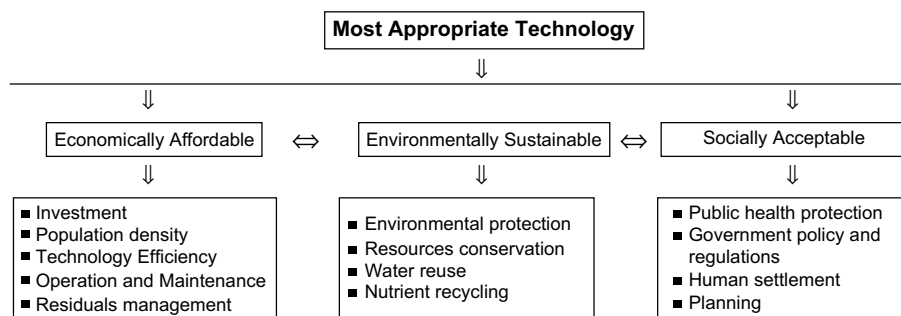 Most Appropriate Technology
Economically Affordable
Environmentally Sustainable
Socially Acceptable
Investment
Population density
Technology Efficiency
Operation and Maintenance
Residuals management
Environmental protection
Resources conservation
Water reuse
Nutrient recycling
Public health protection
Government policy and
regulations
Human settlement
Planning